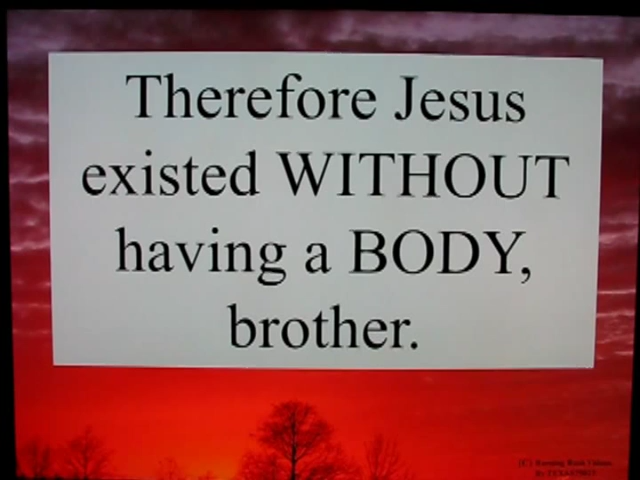 Therefore Jesus
existed WITHOUT
having a BODY,
brother.